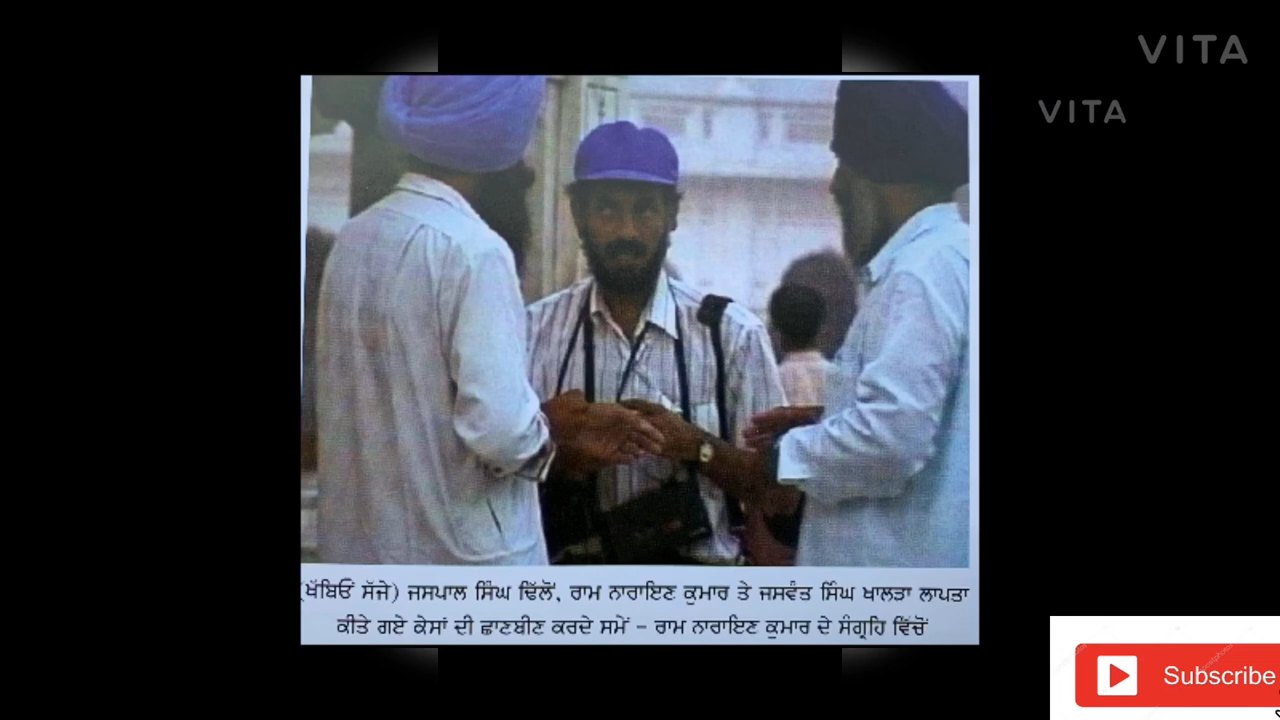 VITA
VITA
(ਖੱਬਿਓਂ ਸੱਜੇ) ਜਸਪਾਲ ਸਿੰਘ ਢਿੱਲੋਂ, ਰਾਮ ਨਾਰਾਇਣ ਕੁਮਾਰ ਤੇ ਜਸਵੰਤ ਸਿੰਘ ਖਾਲੜਾ ਲਾਪਤਾ
ਕੀਤੇ ਗਏ ਕੇਸਾਂ ਦੀ ਛਾਣਬੀਣ ਕਰਦੇ ਸਮੇਂ - ਰਾਮ ਨਾਰਾਇਣ ਕੁਮਾਰ ਦੇ ਸੰਗ੍ਰਹਿ ਵਿੱਚੋਂ
Subscribe